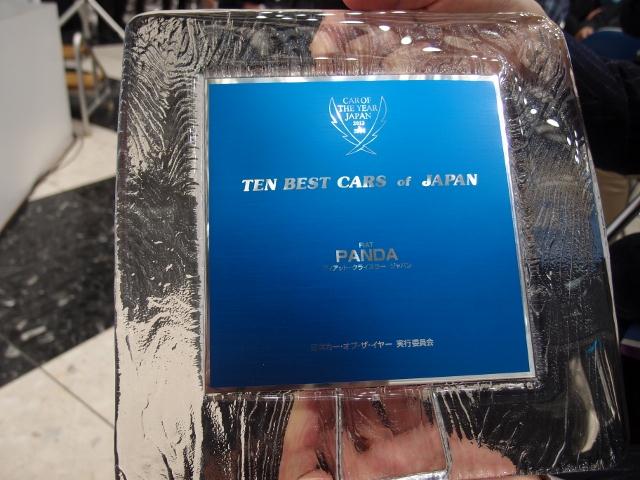 CAR OF
THE YEAR
JAPAN
2013
TEN BEST CARS of JAPAN
FIAT
PANDA
フィアット・クライスラー ジャパン
日本カー・オブ・ザ・イヤー 実行委員会